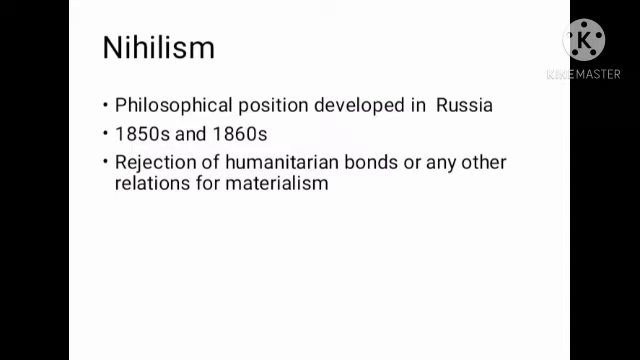 Nihilism
• Philosophical position developed in Russia
• 1850s and 1860s
• Rejection of humanitarian bonds or any other
relations for materialism
K
KINEMASTER